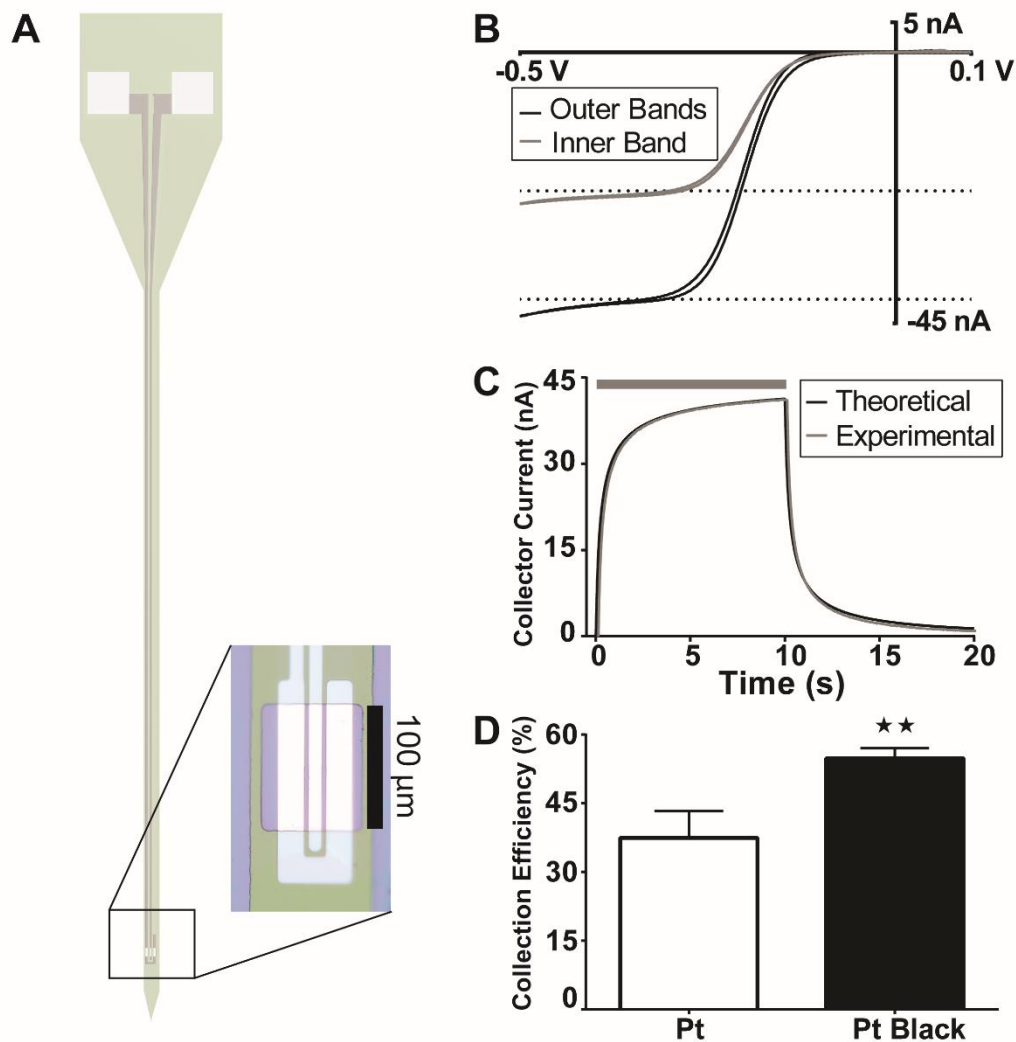 A
100 µm
B
5 nA
-0.5 V
0.1 V
Outer Bands
Inner Band
-45 nA
C
Collector Current (nA)
45
30
15
0
Theoretical
Experimental
0 5 10 15 20
Time (s)
D
Collection Efficiency (%)
60
45
30
15
0
★★
Pt Pt Black